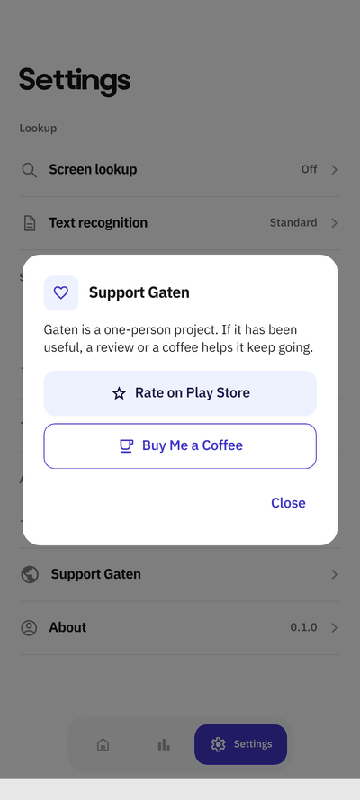 Settings
Lookup
Screen lookup
Off
Text recognition
Standard
Support Gaten
Gaten is a one-person project. If it has been
useful, a review or a coffee helps it keep going.
Rate on Play Store
Buy Me a Coffee
Close
Support Gaten
About
0.1.0
Settings